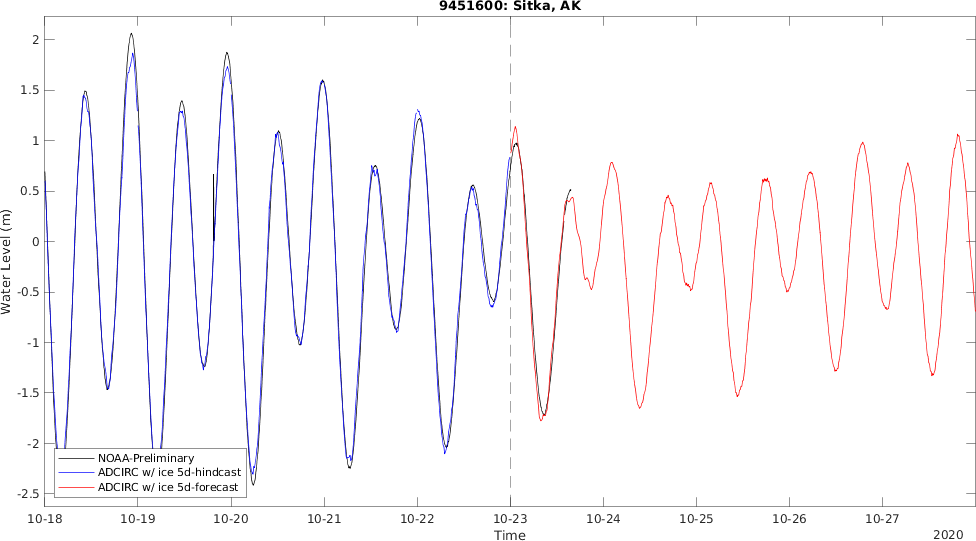 9451600: Sitka, AK
Water Level (m)
2
1.5
1
0.5
0
-0.5
-1
-1.5
-2
-2.5
NOAA-Preliminary
ADCIRC w/ ice 5d-hindcast
ADCIRC w/ ice 5d-forecast
10-18 10-19 10-20 10-21 10-22 10-23 10-24 10-25 10-26 10-27
Time
2020